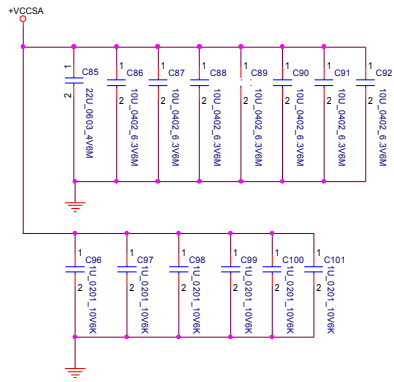 +VCCSA
1 1 1 1 1 1 1 1
C85 C86 C87 C88 C89 C90 C91 C92
2 2 2 2 2 2 2 2
22U_0603_4V6M
10U_0402_6.3V6M
10U_0402_6.3V6M
10U_0402_6.3V6M
10U_0402_6.3V6M
10U_0402_6.3V6M
10U_0402_6.3V6M
10U_0402_6.3V6M
1 1 1 1 1 1
C96 C97 C98 C99 C100 C101
2 2 2 2 2 2
1U_0201_10V6K
1U_0201_10V6K
1U_0201_10V6K
1U_0201_10V6K
1U_0201_10V6K
1U_0201_10V6K